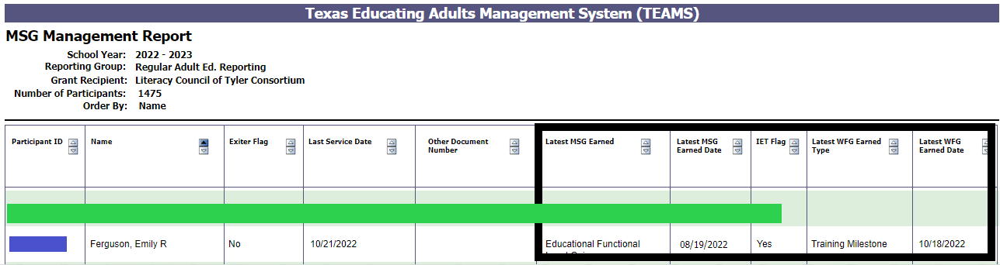 Texas Educating Adults Management System (TEAMS)
MSG Management Report
School Year: 2022 - 2023
Reporting Group: Regular Adult Ed. Reporting
Grant Recipient: Literacy Council of Tyler Consortium
Number of Participants: 1475
Order By: Name
Participant ID Name Exiter Flag Last Service Date Other Document Latest MSG Earned Latest MSG IET Flag Latest WFG Earned Latest WFG
Number Earned Date Type Earned Date
Ferguson, Emily R No 10/21/2022 Educational Functional 08/19/2022 Yes Training Milestone 10/18/2022